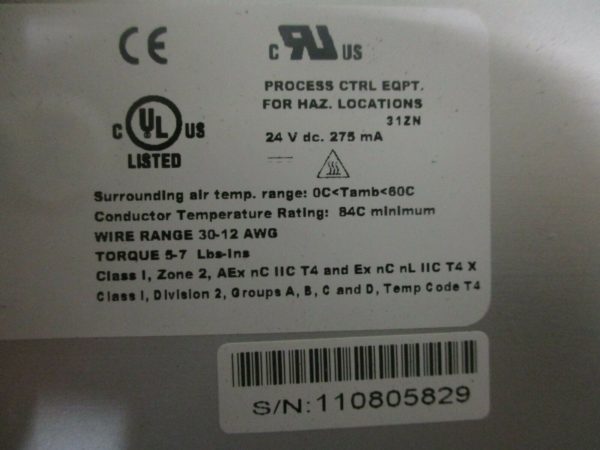 CE
C RU US
PROCESS CTRL EQPT.
FOR HAZ. LOCATIONS
31ZN
C UL US
LISTED
24 V dc. 275 mA
Surrounding air temp. range: 0C<Tamb<60C
Conductor Temperature Rating: 84C minimum
WIRE RANGE 30-12 AWG
TORQUE 5-7 Lbs-Ins
Class I, Zone 2, AEx nC IIC T4 and Ex nC nL IIC T4 X
Class I, Division 2, Groups A, B, C and D, Temp Code T4
S/N:110805829